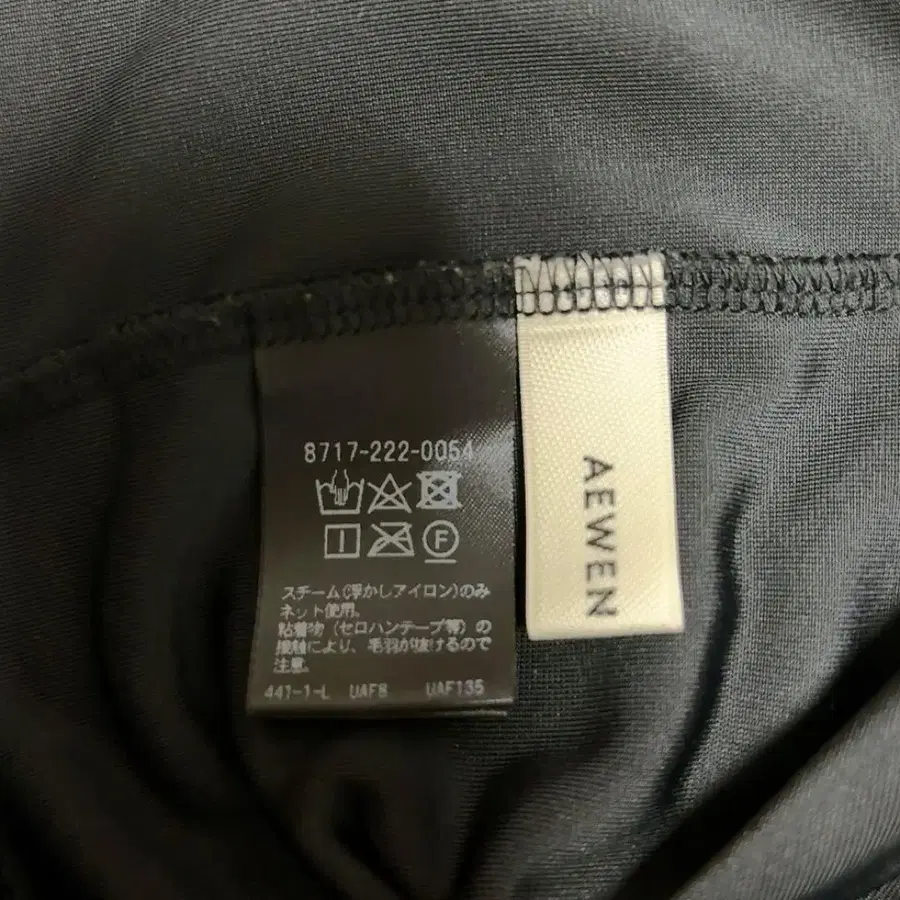 8717-222-0054
スチーム(浮かしアイロン)のみ
ネット使用。
粘着物(セロハンテープ等)の
接触により、毛羽が抜けるので
注意。
441-1-L UAF8 UAF135
AEWEN